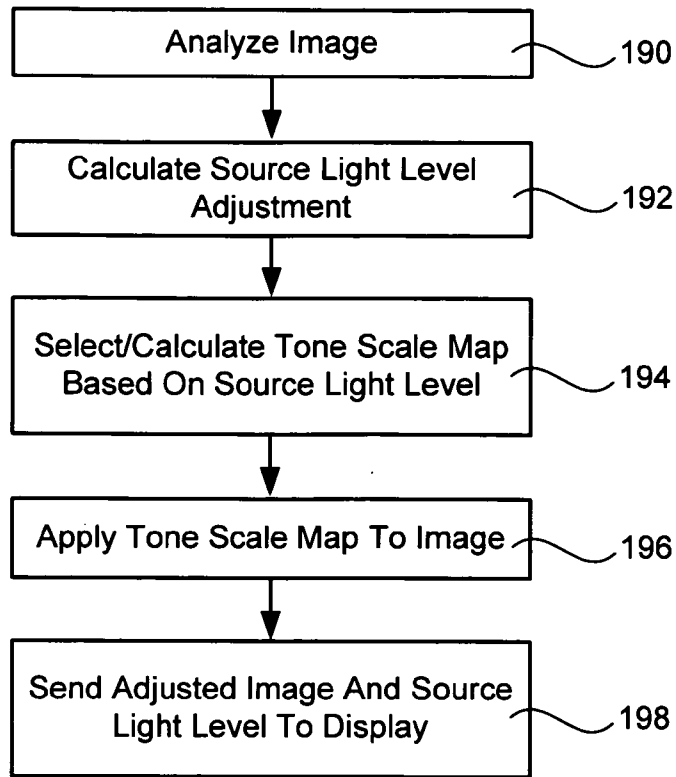 Analyze Image
190
Calculate Source Light Level
Adjustment
192
Select/Calculate Tone Scale Map
Based On Source Light Level
194
Apply Tone Scale Map To Image
196
Send Adjusted Image And Source
Light Level To Display
198